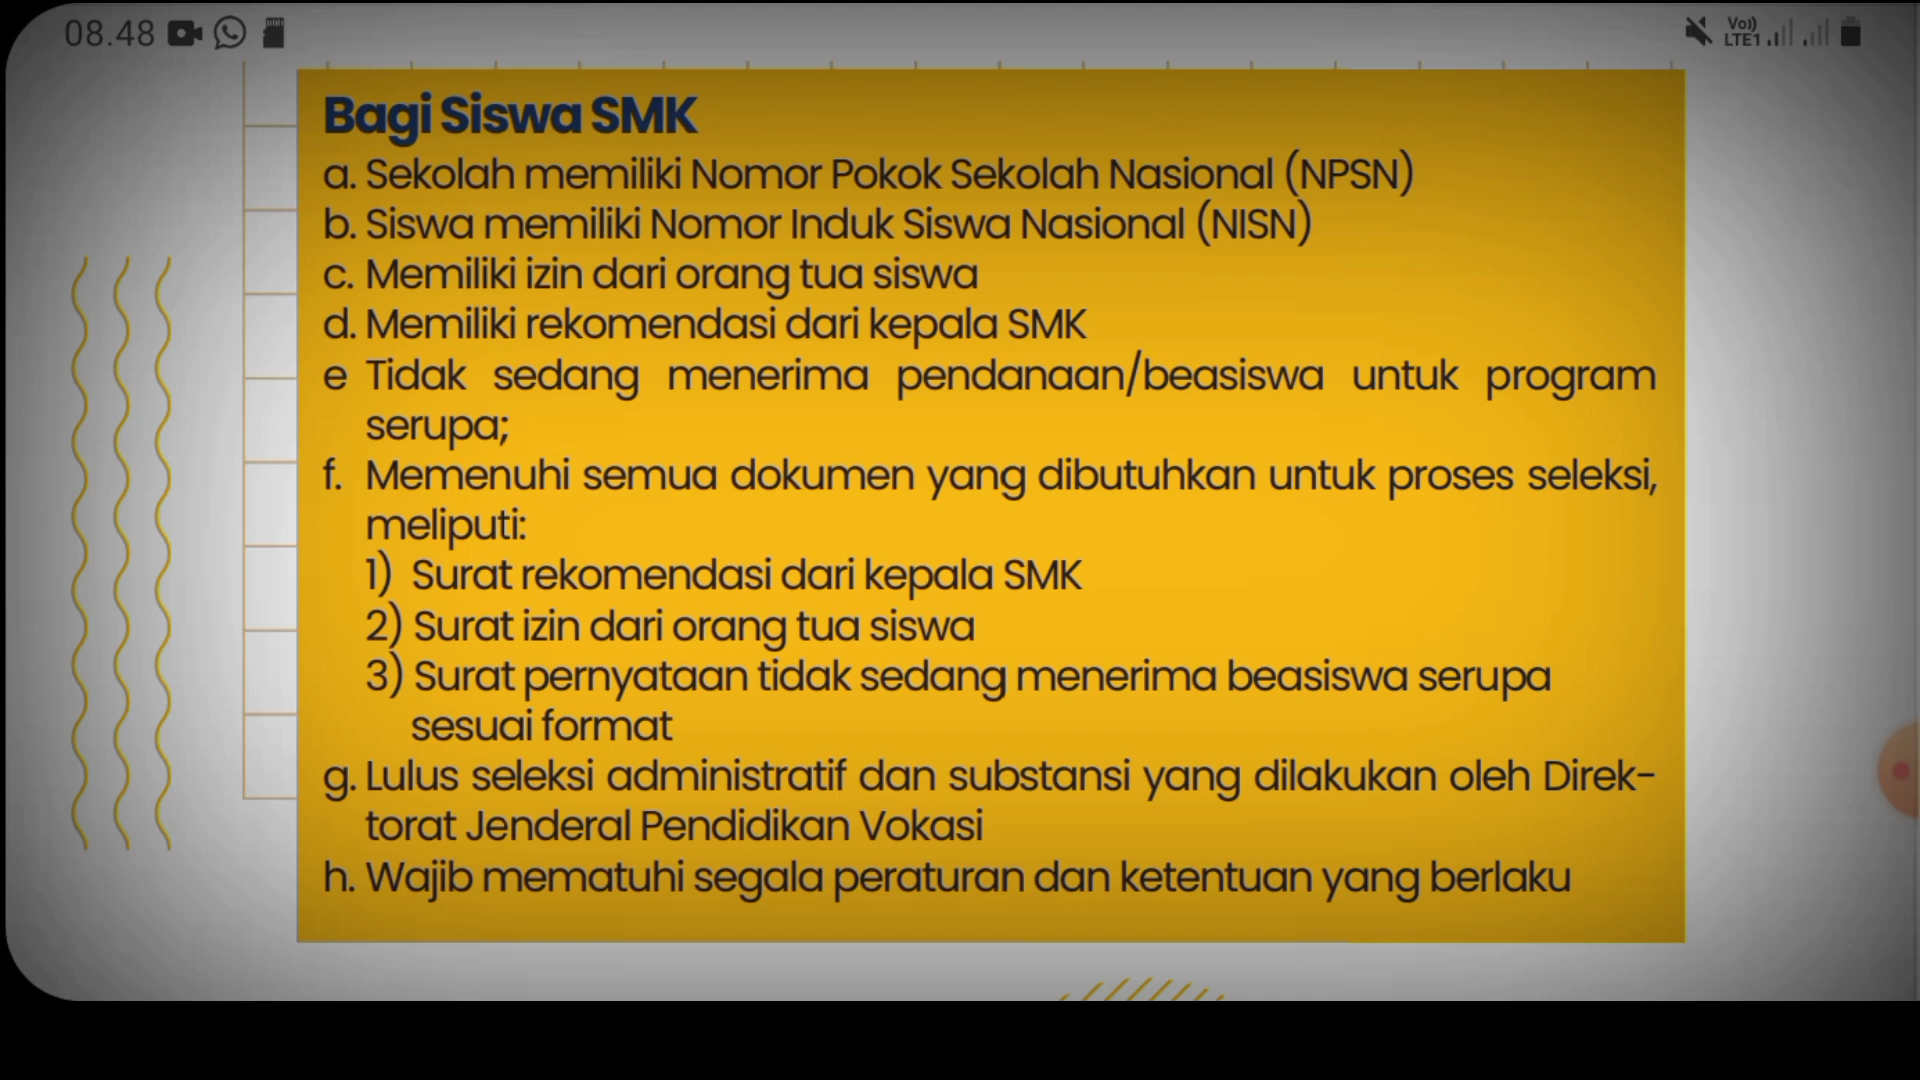 08.48
Vo))
LTE1
Bagi Siswa SMK
a. Sekolah memiliki Nomor Pokok Sekolah Nasional (NPSN)
b. Siswa memiliki Nomor Induk Siswa Nasional (NISN)
c. Memiliki izin dari orang tua siswa
d. Memiliki rekomendasi dari kepala SMK
e Tidak sedang menerima pendanaan/beasiswa untuk program
serupa;
f. Memenuhi semua dokumen yang dibutuhkan untuk proses seleksi,
meliputi:
1) Surat rekomendasi dari kepala SMK
2) Surat izin dari orang tua siswa
3) Surat pernyataan tidak sedang menerima beasiswa serupa
sesuai format
g. Lulus seleksi administratif dan substansi yang dilakukan oleh Direk-
torat Jenderal Pendidikan Vokasi
h. Wajib mematuhi segala peraturan dan ketentuan yang berlaku